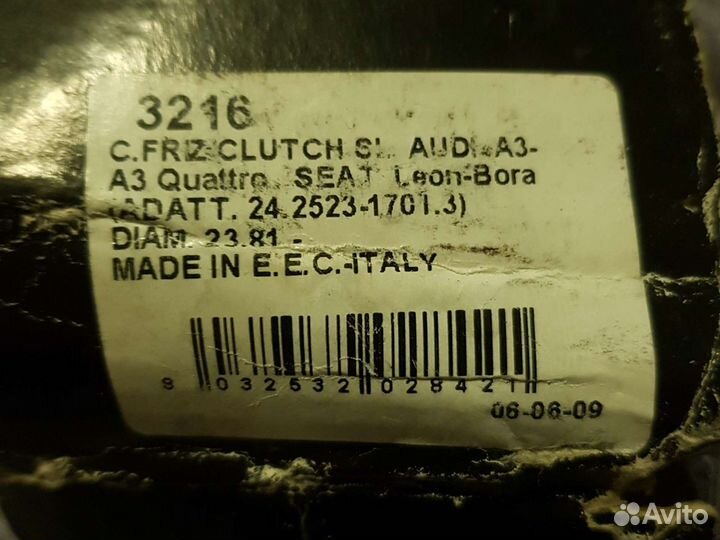 3216
C.FRIZ/CLUTCH SL. AUDI-A3-
A3 Quattro. SEAT Leon-Bora
(ADATT. 24.2523-1701.3)
DIAM. 23.81 -
MADE IN E.E.C.-ITALY
8 032532 028421
06-06-09
Avito